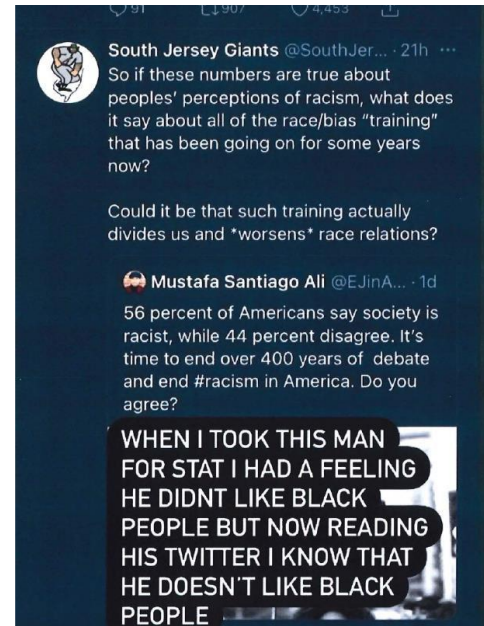 91 907 4,453
South Jersey Giants @SouthJer... · 21h ...
So if these numbers are true about
peoples' perceptions of racism, what does
it say about all of the race/bias "training"
that has been going on for some years
now?
Could it be that such training actually
divides us and *worsens* race relations?
Mustafa Santiago Ali @EJinA... · 1d
56 percent of Americans say society is
racist, while 44 percent disagree. It's
time to end over 400 years of debate
and end #racism in America. Do you
agree?
WHEN I TOOK THIS MAN
FOR STAT I HAD A FEELING
HE DIDNT LIKE BLACK
PEOPLE BUT NOW READING
HIS TWITTER I KNOW THAT
HE DOESN'T LIKE BLACK
PEOPLE